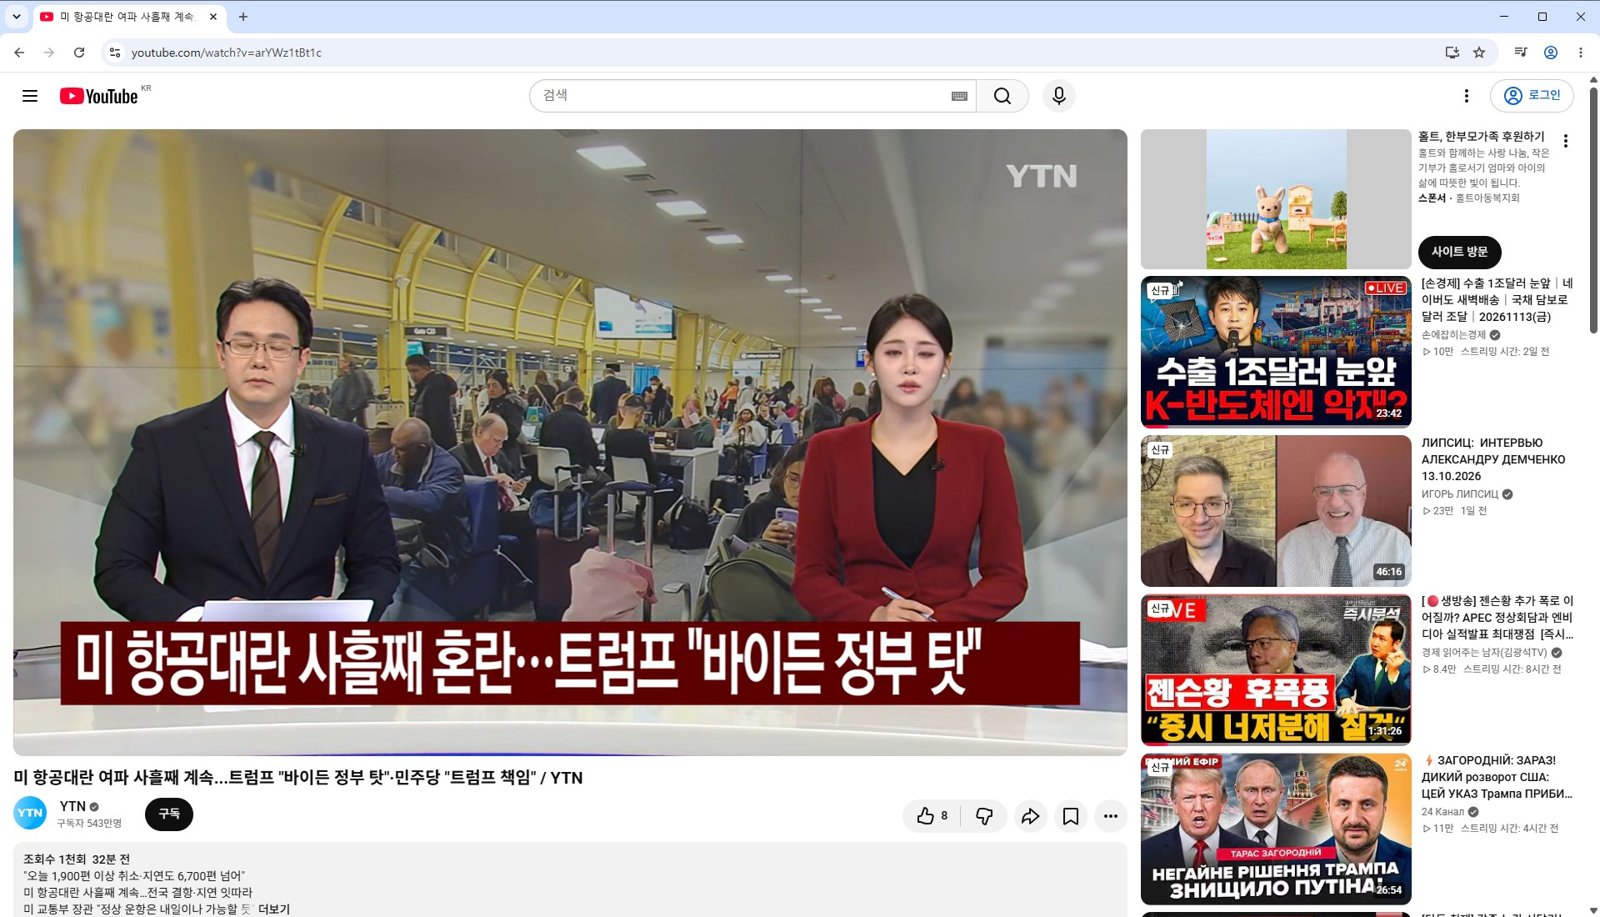 미 항공대란 여파 사흘째 계속
youtube.com/watch?v=arYWz1tBt1c
YouTube KR
검색
로그인
YTN
미 항공대란 사흘째 혼란…트럼프 "바이든 정부 탓"
미 항공대란 여파 사흘째 계속...트럼프 "바이든 정부 탓"·민주당 "트럼프 책임" / YTN
YTN
YTN
구독자 543만명
구독
8
조회수 1천회 32분 전
"오늘 1,900편 이상 취소·지연도 6,700편 넘어"
미 항공대란 사흘째 계속...전국 결항·지연 잇따라
미 교통부 장관 "정상 운항은 내일이나 가능할 듯" 더보기
홀트, 한부모가족 후원하기
홀트와 함께하는 사랑 나눔, 작은
기부가 홀로서기 엄마와 아이의
삶에 따뜻한 빛이 됩니다.
스폰서 · 홀트아동복지회
사이트 방문
신규
LIVE
수출 1조달러 눈앞
K-반도체엔 악재?
23:42
[손경제] 수출 1조달러 눈앞｜네
이버도 새벽배송｜국채 담보로
달러 조달｜20261113(금)
손에잡히는경제
10만 스트리밍 시간: 2일 전
신규
46:16
ЛИПСИЦ: ИНТЕРВЬЮ
АЛЕКСАНДРУ ДЕМЧЕНКО
13.10.2026
ИГОРЬ ЛИПСИЦ
23만 1일 전
신규
즉시분석
젠슨황 후폭풍
"증시 너저분해 질것"
1:31:26
[🔴생방송] 젠슨황 추가 폭로 이
어질까? APEC 정상회담과 엔비
디아 실적발표 최대쟁점 [즉시...
경제 읽어주는 남자(김광석TV)
8.4만 스트리밍 시간: 8시간 전
신규
ЕФІР
24
ТАРАС ЗАГОРОДНІЙ
НЕГАЙНЕ РІШЕННЯ ТРАМПА
ЗНИЩИЛО ПУТІНА!
26:54
⚡ЗАГОРОДНІЙ: ЗАРАЗ!
ДИКИЙ розворот США:
ЦЕЙ УКАЗ Трампа ПРИБИ...
24 Канал
11만 스트리밍 시간: 4시간 전